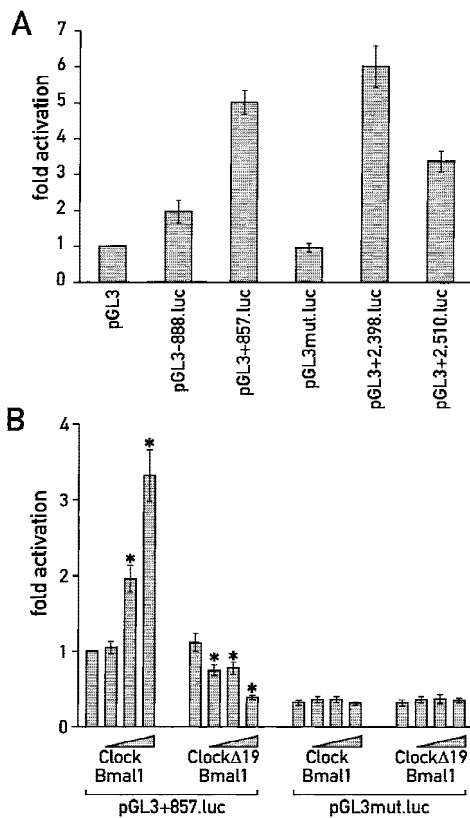 A
7
6
5
4
3
2
1
0
fold activation
pGL3
pGL3-888.luc
pGL3+857.luc
pGL3mut.luc
pGL3+2,398.luc
pGL3+2,510.luc
B
4
3
2
1
0
fold activation
* * * * *
Clock ClockΔ19 Clock ClockΔ19
Bmal1 Bmal1 Bmal1 Bmal1
pGL3+857.luc pGL3mut.luc